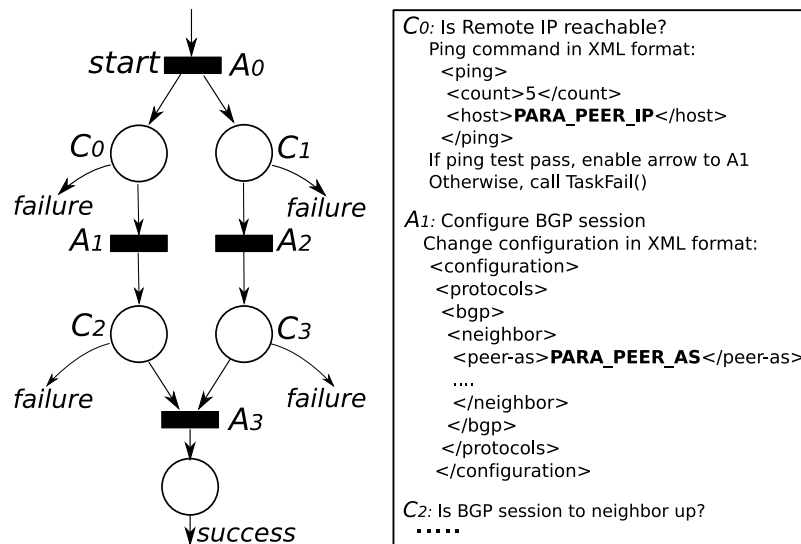 start A0
C0 C1
failure failure
A1 A2
C2 C3
failure failure
A3
success
C0: Is Remote IP reachable?
Ping command in XML format:
<ping>
<count>5</count>
<host>PARA_PEER_IP</host>
</ping>
If ping test pass, enable arrow to A1
Otherwise, call TaskFail()
A1: Configure BGP session
Change configuration in XML format:
<configuration>
<protocols>
<bgp>
<neighbor>
<peer-as>PARA_PEER_AS</peer-as>
....
</neighbor>
</bgp>
</protocols>
</configuration>
C2: Is BGP session to neighbor up?
.....